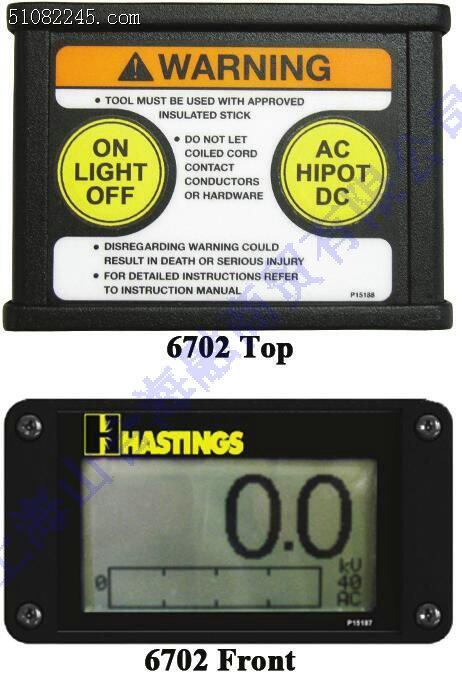 51082245.com
WARNING
• TOOL MUST BE USED WITH APPROVED
INSULATED STICK
ON
LIGHT
OFF
• DO NOT LET
COILED CORD
CONTACT
CONDUCTORS
OR HARDWARE
AC
HIPOT
DC
• DISREGARDING WARNING COULD
RESULT IN DEATH OR SERIOUS INJURY
• FOR DETAILED INSTRUCTIONS REFER
TO INSTRUCTION MANUAL
P15188
6702 Top
HASTINGS
0.0
kV
0 40
AC
P15187
6702 Front